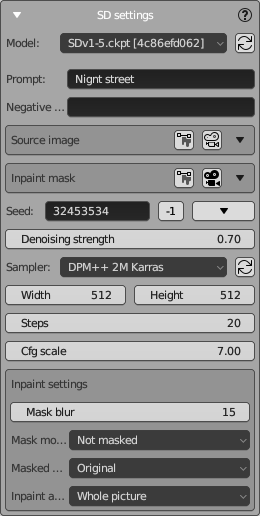 SD settings
Model: SDv1-5.ckpt [4c86efd062]
Prompt: Nignt street
Negative ...
Source image
Inpaint mask
Seed: 32453534 -1
Denoising strength 0.70
Sampler: DPM++ 2M Karras
Width 512 Height 512
Steps 20
Cfg scale 7.00
Inpaint settings
Mask blur 15
Mask mo... Not masked
Masked ... Original
Inpaint a... Whole picture